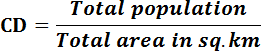 CD = Total population / Total area in sq.km